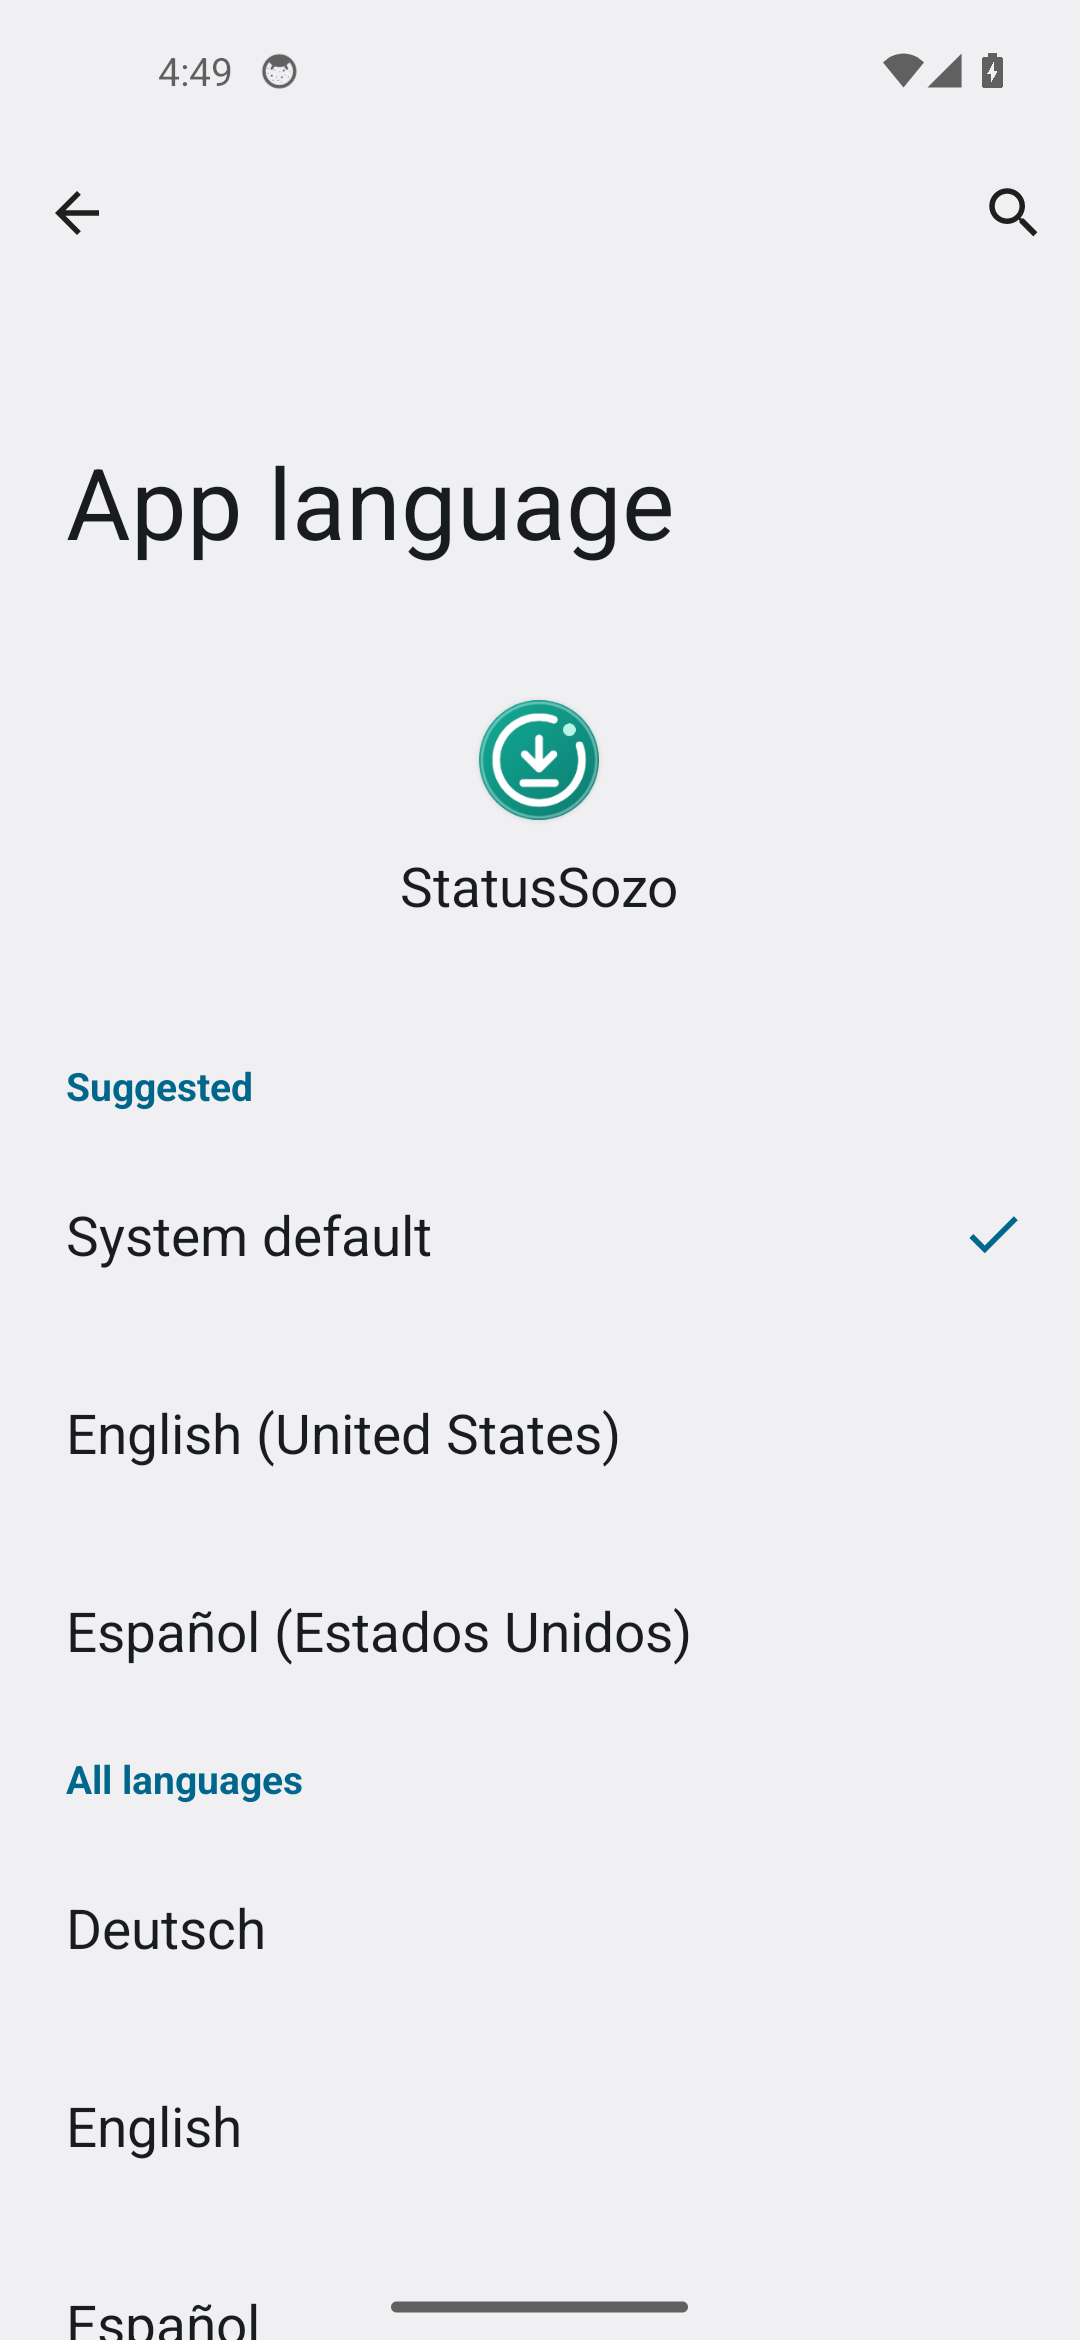 4:49
App language
StatusSozo
Suggested
System default
English (United States)
Español (Estados Unidos)
All languages
Deutsch
English
Español